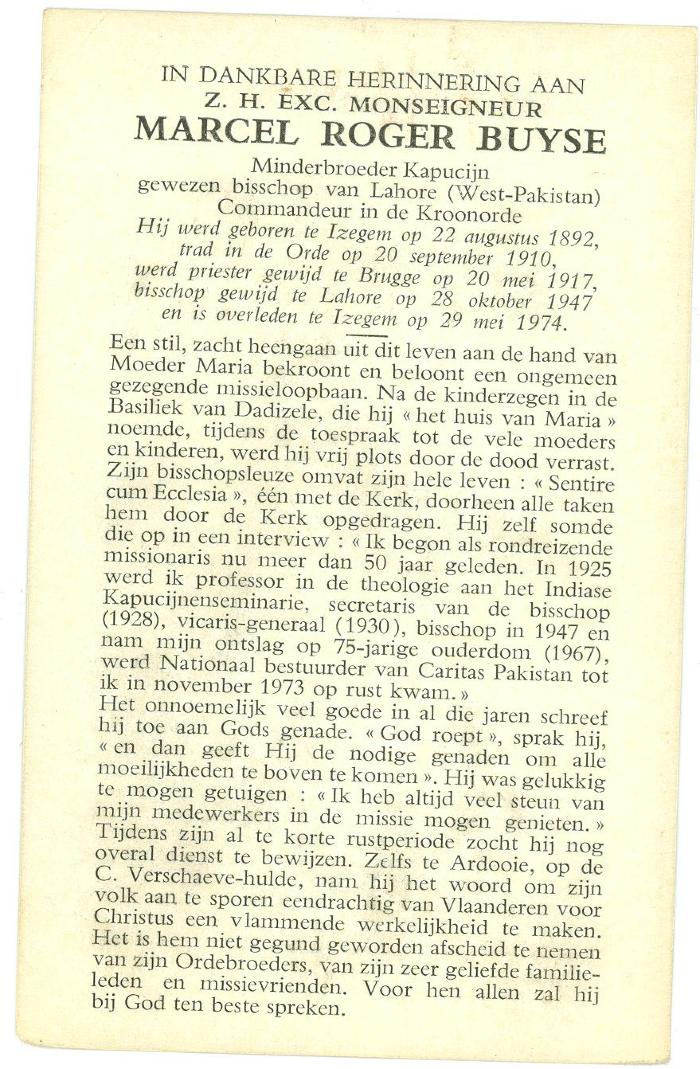 IN DANKBARE HERINNERING AAN
Z. H. EXC. MONSEIGNEUR
MARCEL ROGER BUYSE
Minderbroeder Kapucijn
gewezen bisschop van Lahore (West-Pakistan)
Commandeur in de Kroonorde
Hij werd geboren te Izegem op 22 augustus 1892,
trad in de Orde op 20 september 1910,
werd priester gewijd te Brugge op 20 mei 1917,
bisschop gewijd te Lahore op 28 oktober 1947
en is overleden te Izegem op 29 mei 1974.
Een stil, zacht heengaan uit dit leven aan de hand van
Moeder Maria bekroont en beloont een ongemeen
gezegende missieloopbaan. Na de kinderzegen in de
Basiliek van Dadizele, die hij « het huis van Maria »
noemde, tijdens de toespraak tot de vele moeders
en kinderen, werd hij vrij plots door de dood verrast.
Zijn bisschopsleuze omvat zijn hele leven : « Sentire
cum Ecclesia », één met de Kerk, doorheen alle taken
hem door de Kerk opgedragen. Hij zelf somde
die op in een interview : « Ik begon als rondreizende
missionaris nu meer dan 50 jaar geleden. In 1925
werd ik professor in de theologie aan het Indiase
Kapucijnenseminarie, secretaris van de bisschop
(1928), vicaris-generaal (1930), bisschop in 1947 en
nam mijn ontslag op 75-jarige ouderdom (1967),
werd Nationaal bestuurder van Caritas Pakistan tot
ik in november 1973 op rust kwam. »
Het onnoemelijk veel goede in al die jaren schreef
hij toe aan Gods genade. « God roept », sprak hij,
« en dan geeft Hij de nodige genaden om alle
moeilijkheden te boven te komen ». Hij was gelukkig
te mogen getuigen : « Ik heb altijd veel steun van
mijn medewerkers in de missie mogen genieten. »
Tijdens zijn al te korte rustperiode zocht hij nog
overal dienst te bewijzen. Zelfs te Ardooie, op de
C. Verschaeve-hulde, nam hij het woord om zijn
volk aan te sporen eendrachtig van Vlaanderen voor
Christus een vlammende werkelijkheid te maken.
Het is hem niet gegund geworden afscheid te nemen
van zijn Ordebroeders, van zijn zeer geliefde familie-
leden en missievrienden. Voor hen allen zal hij
bij God ten beste spreken.